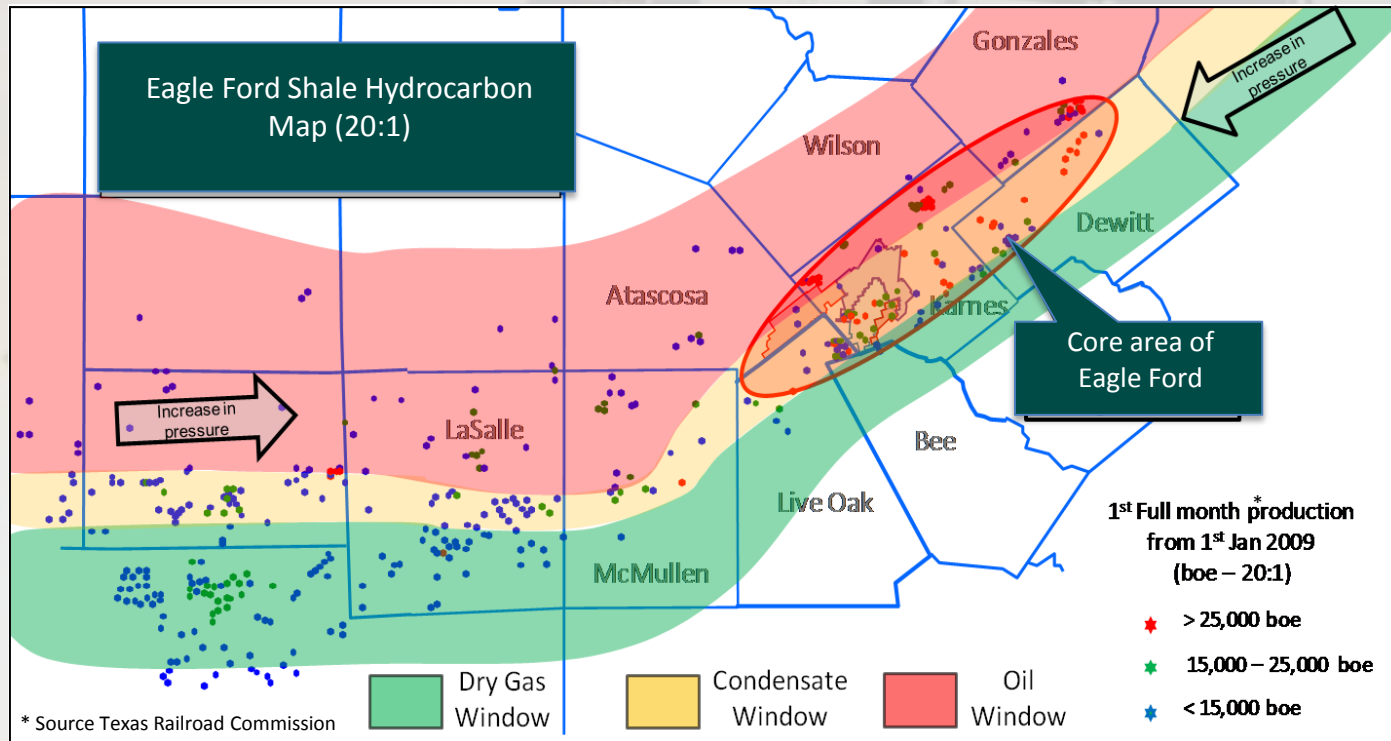 Eagle Ford Shale Hydrocarbon
Map (20:1)
Gonzales
Increase in
pressure
Wilson
Dewitt
Atascosa
Karnes
Core area of
Eagle Ford
Increase in
pressure
LaSalle
Bee
Live Oak
McMullen
1st Full month production*
from 1st Jan 2009
(boe – 20:1)
> 25,000 boe
15,000 – 25,000 boe
< 15,000 boe
Dry Gas
Window
Condensate
Window
Oil
Window
* Source Texas Railroad Commission